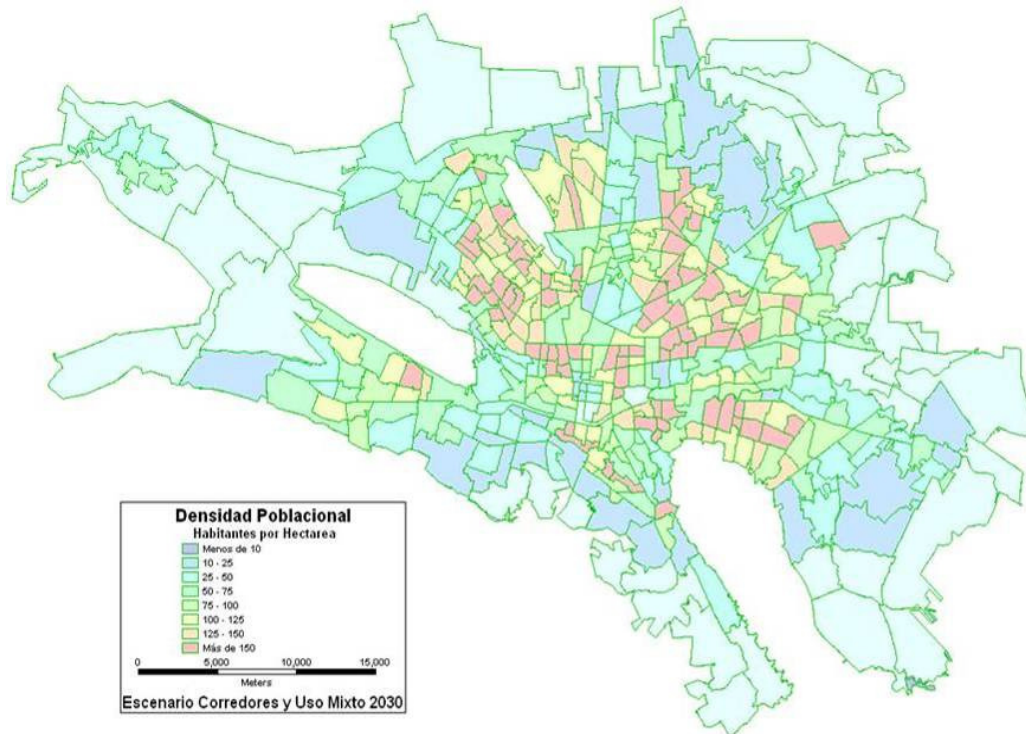 Densidad Poblacional
Habitantes por Hectarea
Menos de 10
10 - 25
25 - 50
50 - 75
75 - 100
100 - 125
125 - 150
Más de 150
0 5,000 10,000 15,000
Meters
Escenario Corredores y Uso Mixto 2030